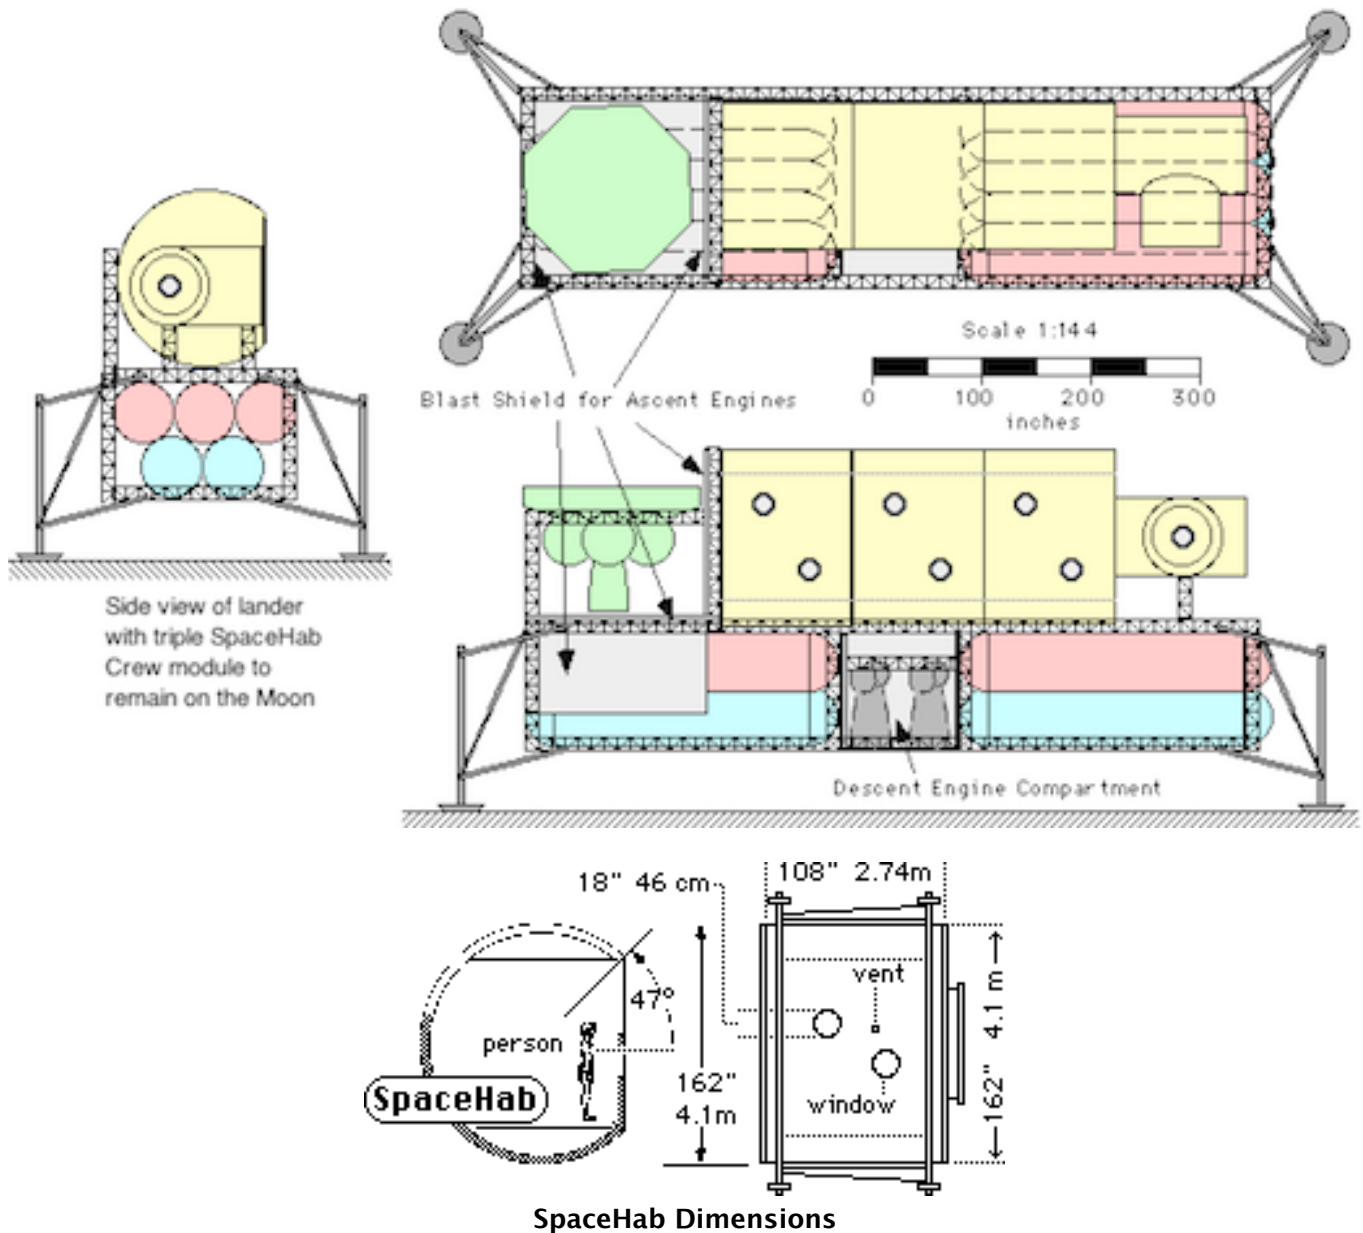 Scale 1:144
0 100 200 300
inches
Blast Shield for Ascent Engines
Side view of lander
with triple SpaceHab
Crew module to
remain on the Moon
Descent Engine Compartment
108" 2.74m
18" 46 cm
47°
person
SpaceHab
162"
4.1m
vent
window
162" 4.1 m
SpaceHab Dimensions